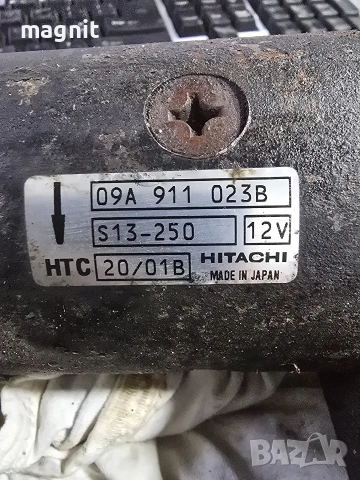 magnit
09A 911 023B
S13-250 12V
HTC 20/01B HITACHI
MADE IN JAPAN
BAZAR